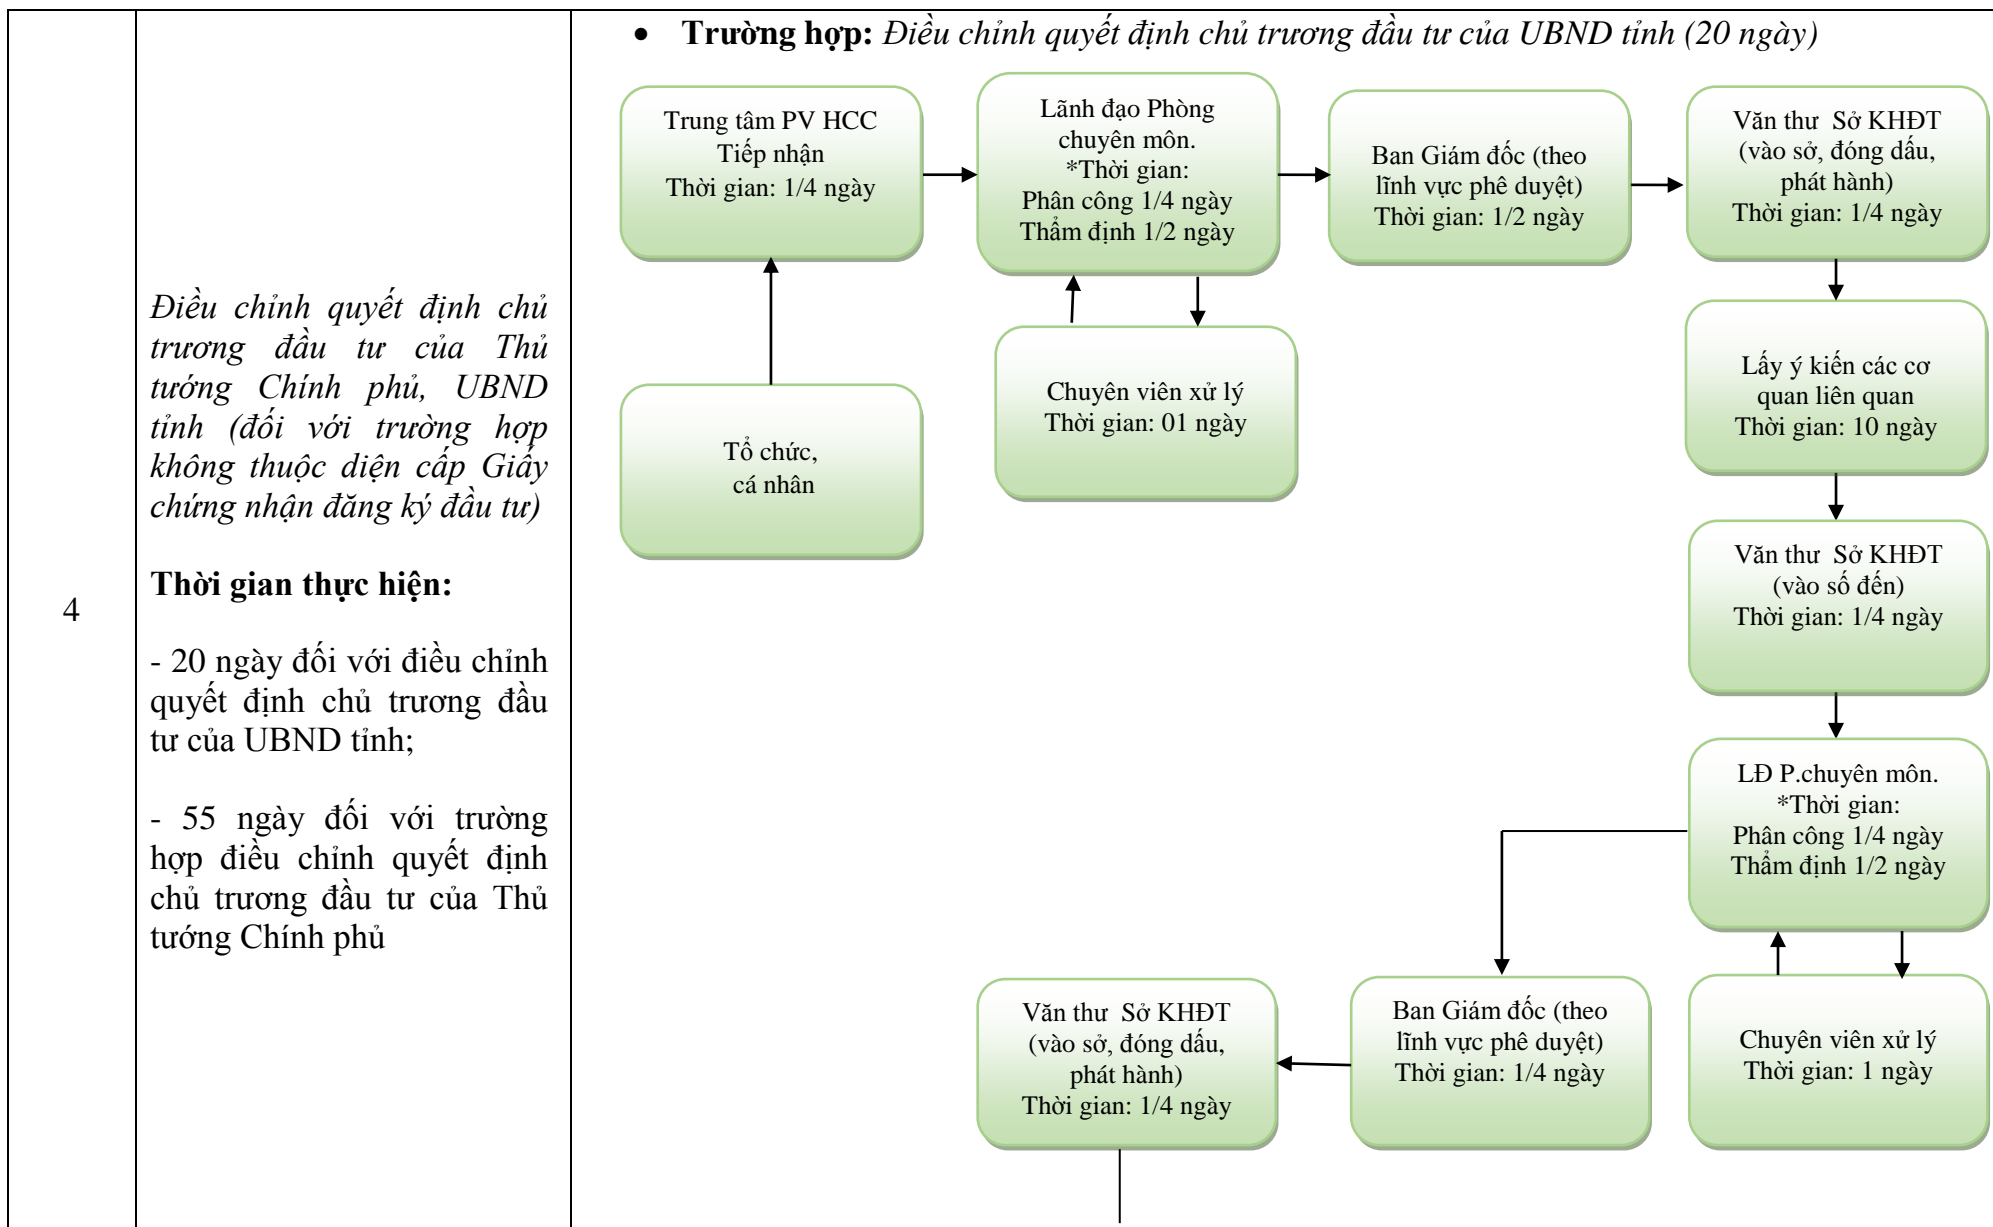 4
Điều chỉnh quyết định chủ
trương đầu tư của Thủ
tướng Chính phủ, UBND
tỉnh (đối với trường hợp
không thuộc diện cấp Giấy
chứng nhận đăng ký đầu tư)
Thời gian thực hiện:
- 20 ngày đối với điều chỉnh
quyết định chủ trương đầu
tư của UBND tỉnh;
- 55 ngày đối với trường
hợp điều chỉnh quyết định
chủ trương đầu tư của Thủ
tướng Chính phủ
• Trường hợp: Điều chỉnh quyết định chủ trương đầu tư của UBND tỉnh (20 ngày)
Trung tâm PV HCC
Tiếp nhận
Thời gian: 1/4 ngày
Lãnh đạo Phòng
chuyên môn.
*Thời gian:
Phân công 1/4 ngày
Thẩm định 1/2 ngày
Ban Giám đốc (theo
lĩnh vực phê duyệt)
Thời gian: 1/2 ngày
Văn thư Sở KHĐT
(vào sở, đóng dấu,
phát hành)
Thời gian: 1/4 ngày
Tổ chức,
cá nhân
Chuyên viên xử lý
Thời gian: 01 ngày
Lấy ý kiến các cơ
quan liên quan
Thời gian: 10 ngày
Văn thư Sở KHĐT
(vào số đến)
Thời gian: 1/4 ngày
LĐ P.chuyên môn.
*Thời gian:
Phân công 1/4 ngày
Thẩm định 1/2 ngày
Chuyên viên xử lý
Thời gian: 1 ngày
Ban Giám đốc (theo
lĩnh vực phê duyệt)
Thời gian: 1/4 ngày
Văn thư Sở KHĐT
(vào sở, đóng dấu,
phát hành)
Thời gian: 1/4 ngày